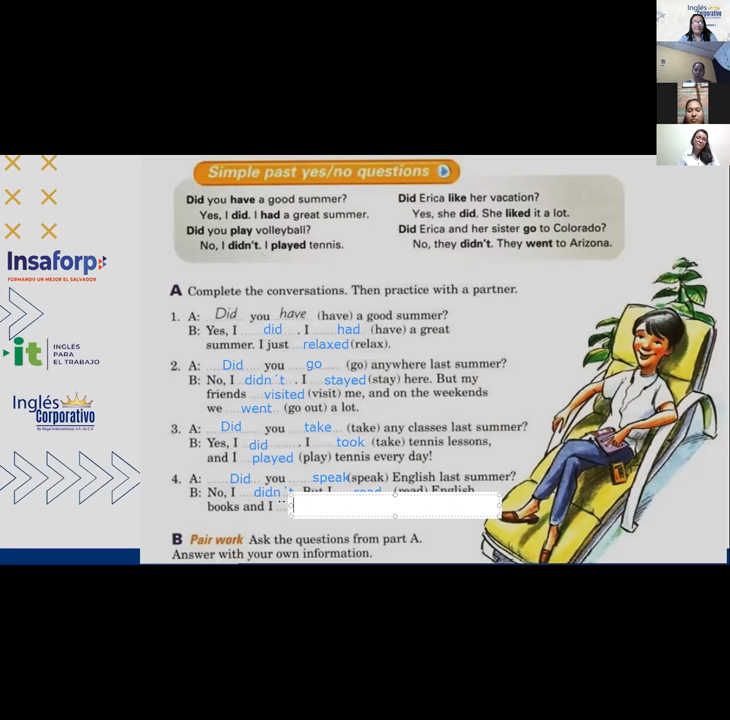 Inglés
Corporativo
Simple past yes/no questions
Did you have a good summer?
Yes, I did. I had a great summer.
Did you play volleyball?
No, I didn't. I played tennis.
Did Erica like her vacation?
Yes, she did. She liked it a lot.
Did Erica and her sister go to Colorado?
No, they didn't. They went to Arizona.
Insaforp
FORMANDO UN MEJOR EL SALVADOR
it INGLÉS
PARA
EL TRABAJO
Inglés
Corporativo
A Complete the conversations. Then practice with a partner.
1. A: Did you have (have) a good summer?
B: Yes, I did . I had (have) a great
summer. I just relaxed (relax).
2. A: Did you go (go) anywhere last summer?
B: No, I didn´t . I stayed (stay) here. But my
friends visited (visit) me, and on the weekends
we went (go out) a lot.
3. A: Did you take (take) any classes last summer?
B: Yes, I did . I took (take) tennis lessons,
and I played (play) tennis every day!
4. A: Did you speak (speak) English last summer?
B: No, I didn´t. But I read (read) English
books and I
B Pair work Ask the questions from part A.
Answer with your own information.